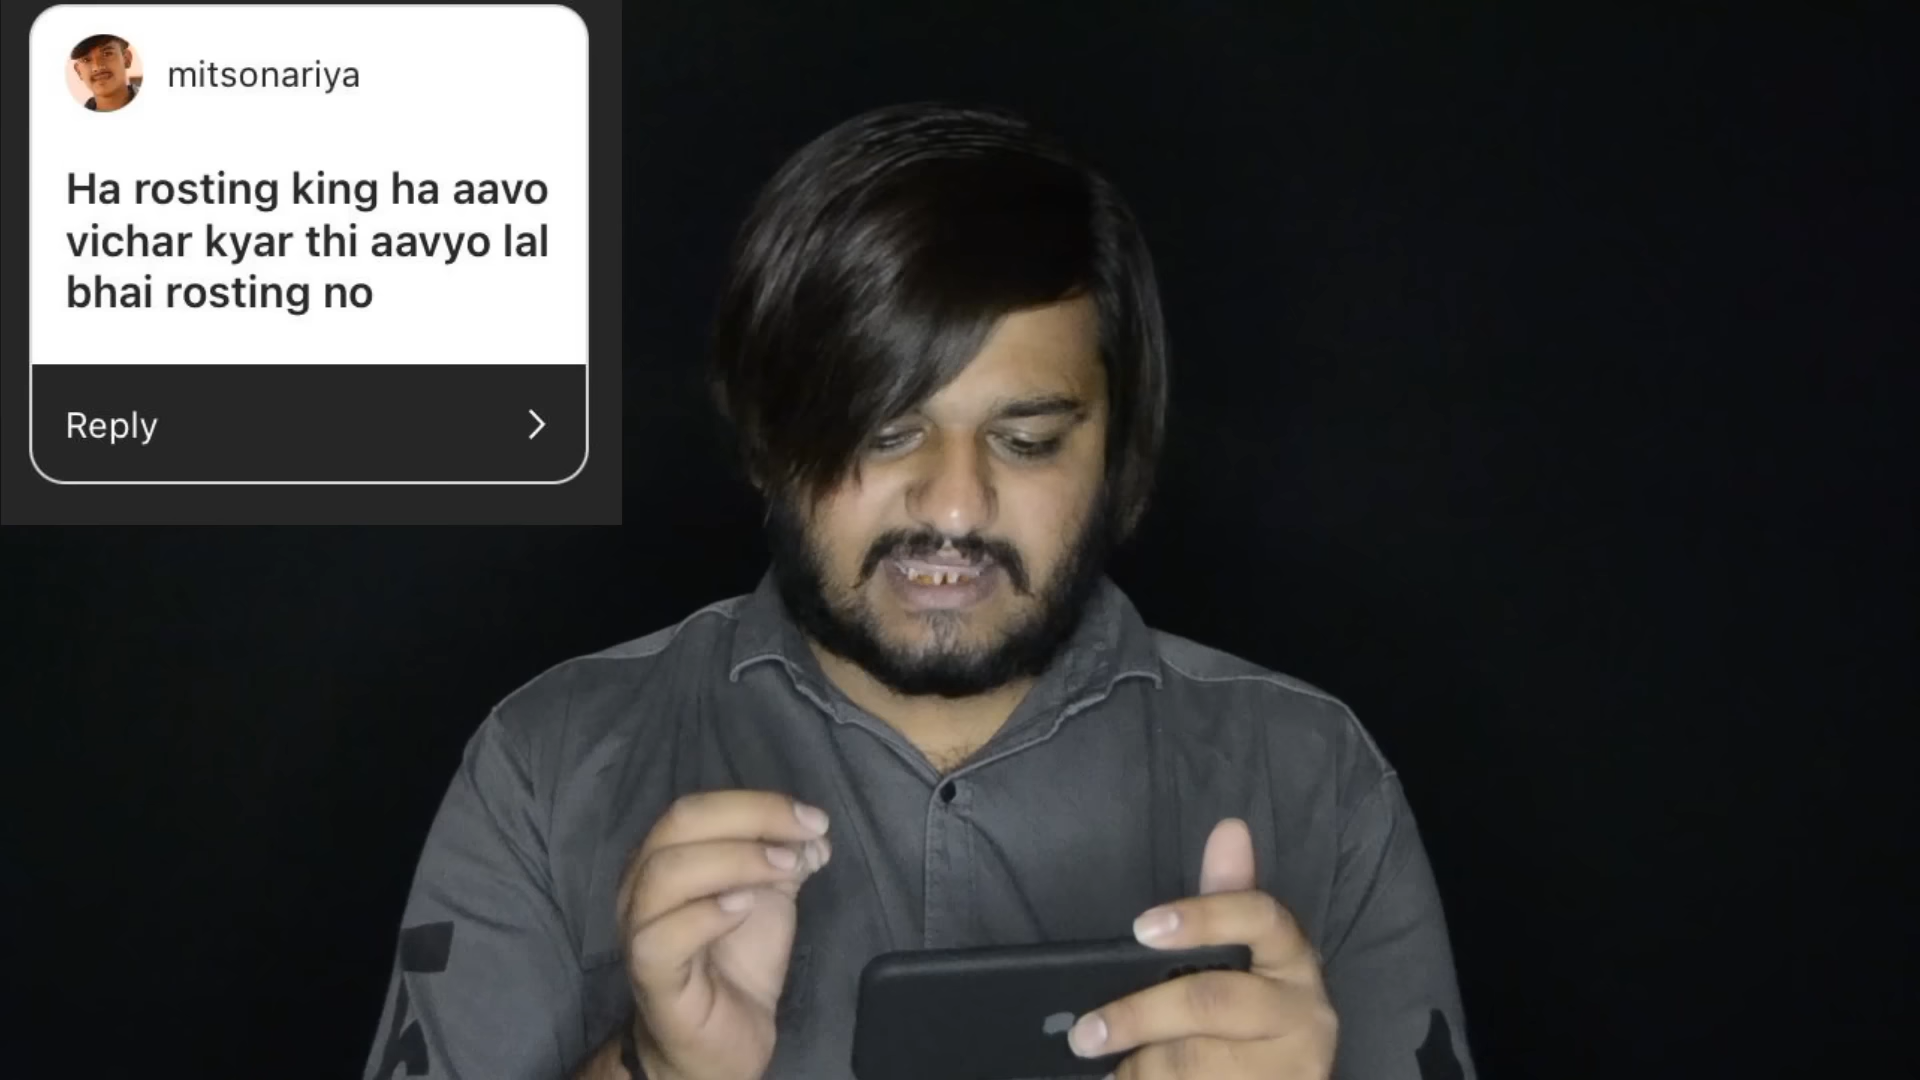 mitsonariya
Ha rosting king ha aavo
vichar kyar thi aavyo lal
bhai rosting no
Reply